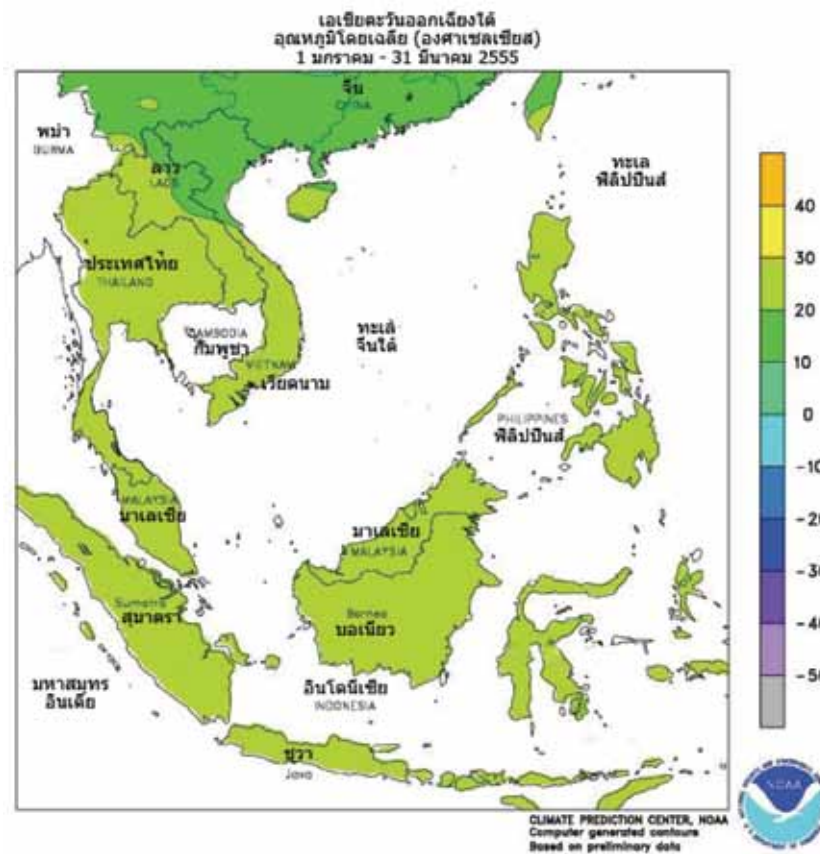 เอเชียตะวันออกเฉียงใต้
อุณหภูมิโดยเฉลี่ย (องศาเซลเซียส)
1 มกราคม - 31 มีนาคม 2555
จีน
CHINA
พม่า
BURMA
ลาว
LAOS
ทะเล
ฟิลิปปินส์
ประเทศไทย
THAILAND
CAMBODIA
กัมพูชา
ทะเล
จีนใต้
VIETNAM
เวียดนาม
PHILIPPINES
ฟิลิปปินส์
MALAYSIA
มาเลเซีย
มาเลเซีย
MALAYSIA
Sumatra
สุมาตรา
Borneo
บอเนียว
มหาสมุทร
อินเดีย
อินโดนีเซีย
INDONESIA
ชวา
Java
40
30
20
10
0
-10
-20
-30
-40
-50
NOAA
CLIMATE PREDICTION CENTER, NOAA
Computer generated contours
Based on preliminary data